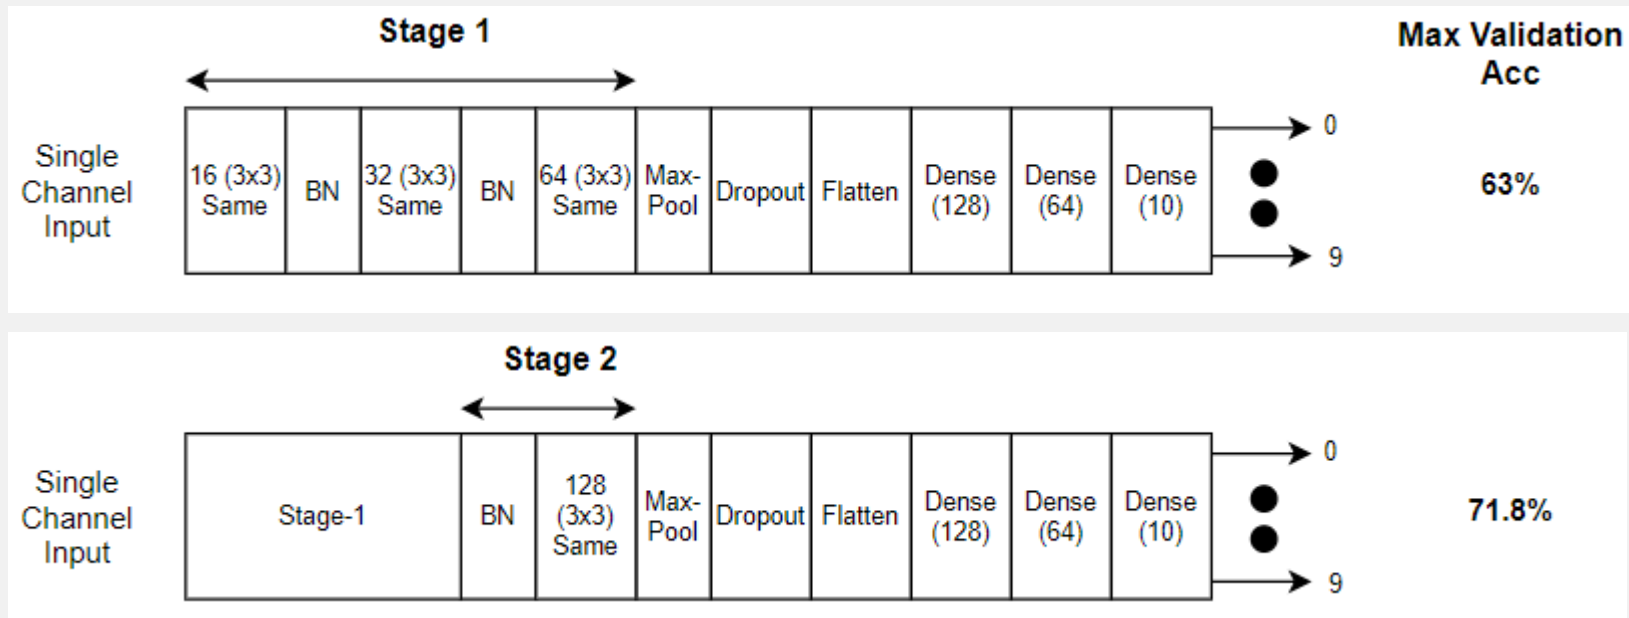 Stage 1
Max Validation
Acc
Single
Channel
Input
16 (3x3)
Same
BN
32 (3x3)
Same
BN
64 (3x3)
Same
Max-
Pool
Dropout
Flatten
Dense
(128)
Dense
(64)
Dense
(10)
0
9
63%
Stage 2
Single
Channel
Input
Stage-1
BN
128
(3x3)
Same
Max-
Pool
Dropout
Flatten
Dense
(128)
Dense
(64)
Dense
(10)
0
9
71.8%